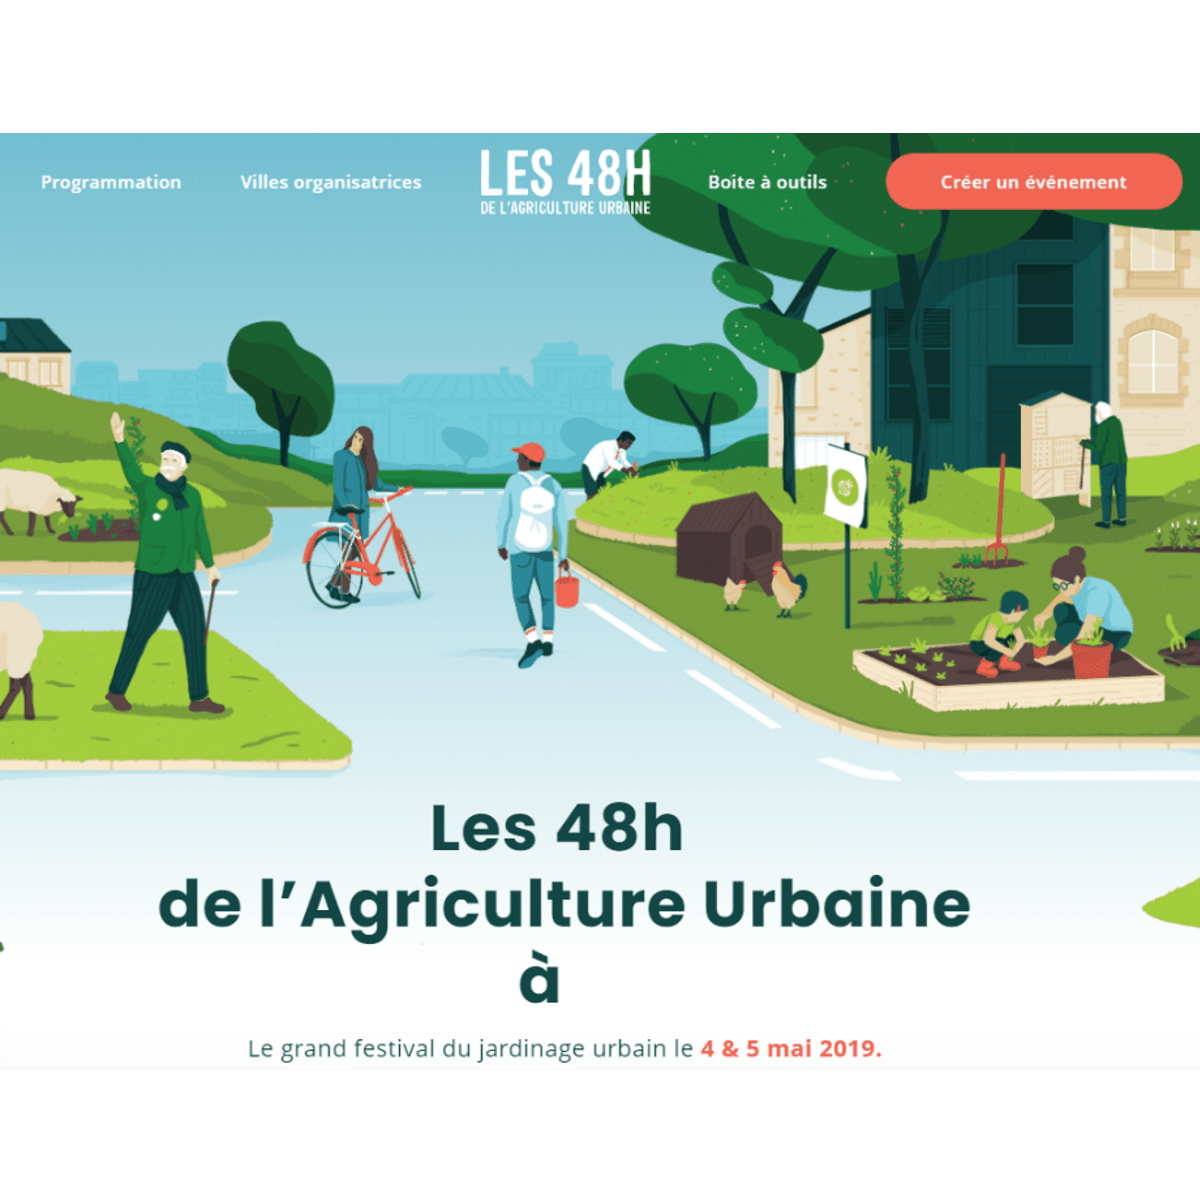 Programmation
Villes organisatrices
LES 48H
DE L'AGRICULTURE URBAINE
Boite à outils
Créer un événement
Les 48h
de l’Agriculture Urbaine
à
Le grand festival du jardinage urbain le 4 & 5 mai 2019.